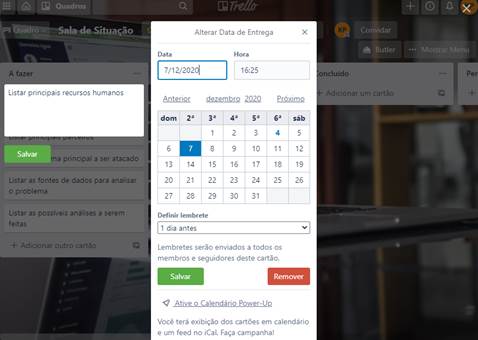 Quadros
Trello
Quadro
Sala de Situação
KP
Convidar
Butler
... Mostrar Menu
A fazer
Listar principais recursos humanos
Salvar
parceiros
ma principal a ser atacado
Listar as fontes de dados para analisar
o problema
Listar as possíveis análises a serem
feitas
+ Adicionar outro cartão
Alterar Data de Entrega
Data
Hora
7/12/2020
16:25
Anterior dezembro 2020 Próximo
dom 2ª 3ª 4ª 5ª 6ª sáb
1 2 3 4 5
6 7 8 9 10 11 12
13 14 15 16 17 18 19
20 21 22 23 24 25 26
27 28 29 30 31
Definir lembrete
1 dia antes
Lembretes serão enviados a todos os
membros e seguidores deste cartão.
Salvar
Remover
Ative o Calendário Power-Up
Você terá exibição dos cartões em calendário
e um feed no iCal. Faça campanha!
Concluído
+ Adicionar um cartão